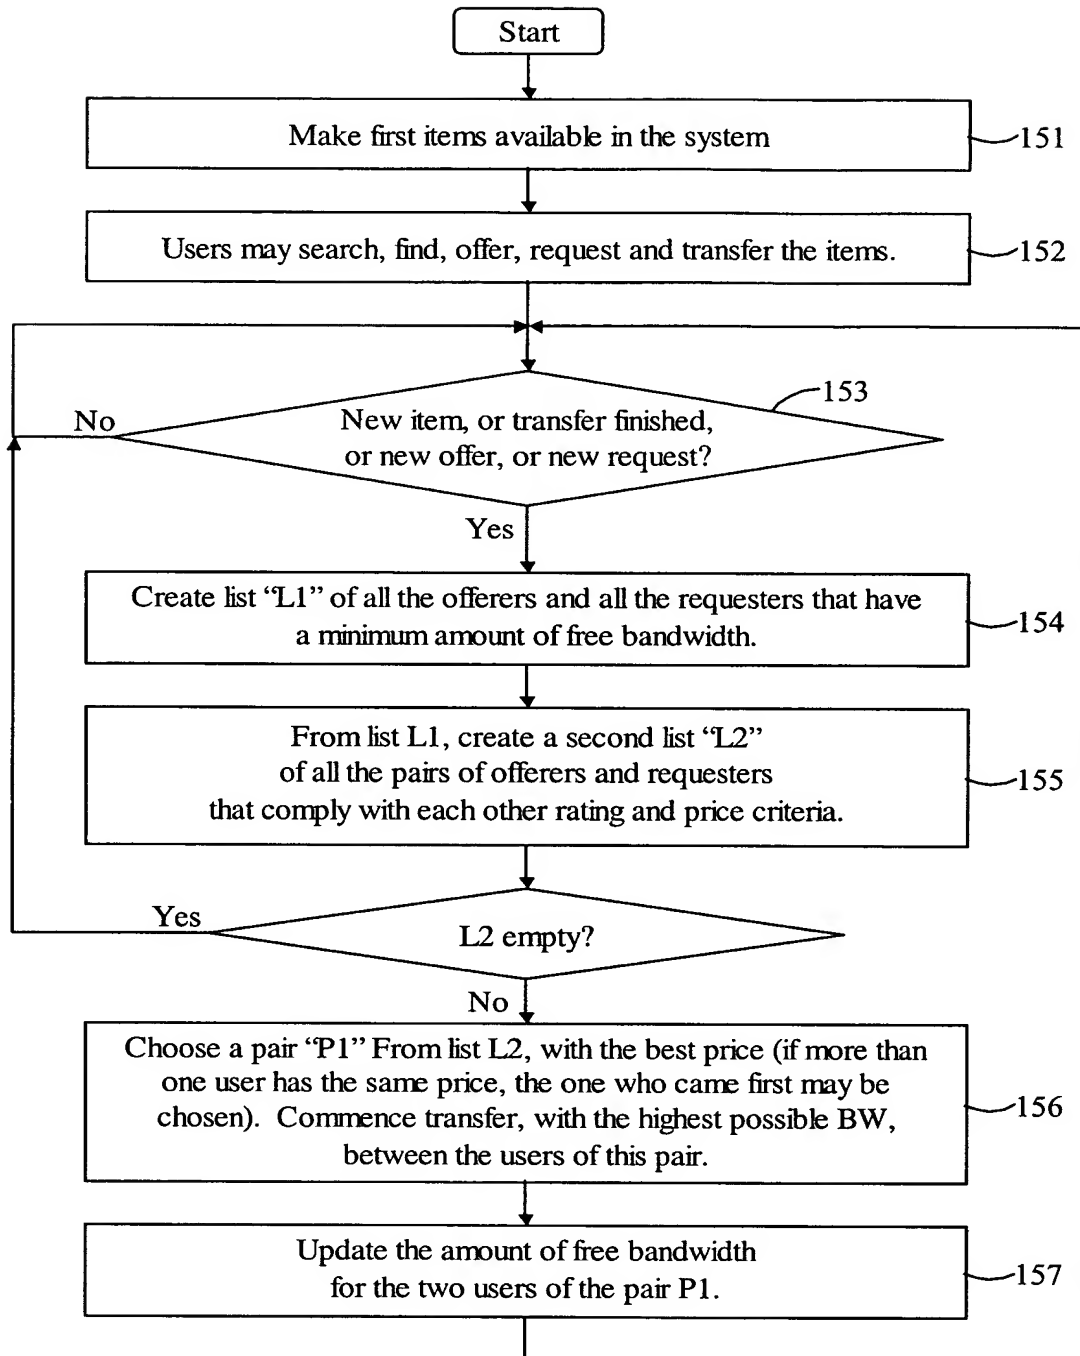 Start
Make first items available in the system
151
Users may search, find, offer, request and transfer the items.
152
153
No
New item, or transfer finished,
or new offer, or new request?
Yes
Create list “L1” of all the offerers and all the requesters that have
a minimum amount of free bandwidth.
154
From list L1, create a second list “L2”
of all the pairs of offerers and requesters
that comply with each other rating and price criteria.
155
Yes
L2 empty?
No
Choose a pair “P1” From list L2, with the best price (if more than
one user has the same price, the one who came first may be
chosen). Commence transfer, with the highest possible BW,
between the users of this pair.
156
Update the amount of free bandwidth
for the two users of the pair P1.
157